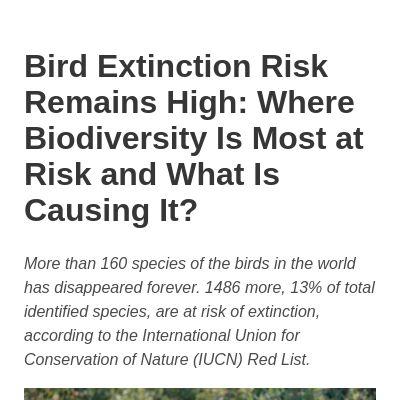 Bird Extinction Risk
Remains High: Where
Biodiversity Is Most at
Risk and What Is
Causing It?
More than 160 species of the birds in the world
has disappeared forever. 1486 more, 13% of total
identified species, are at risk of extinction,
according to the International Union for
Conservation of Nature (IUCN) Red List.